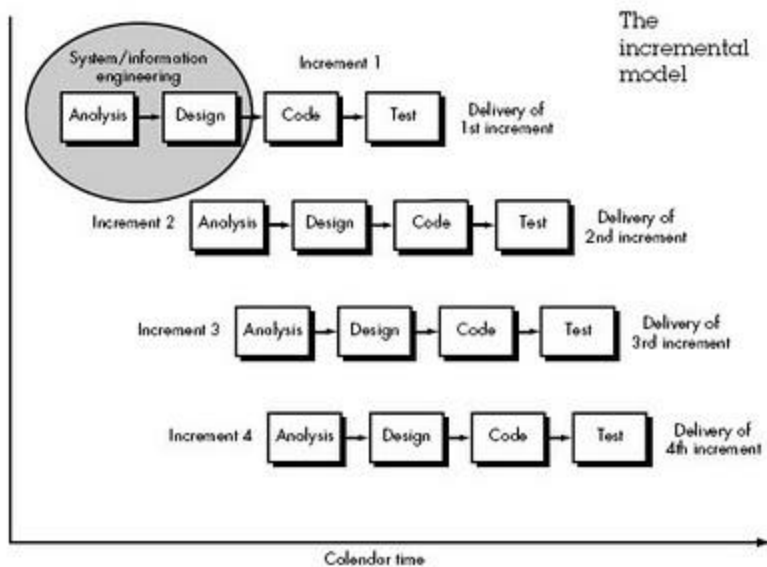 The
incremental
model
System/information
engineering
Increment 1
Analysis
Design
Code
Test
Delivery of
1st increment
Increment 2
Analysis
Design
Code
Test
Delivery of
2nd increment
Increment 3
Analysis
Design
Code
Test
Delivery of
3rd increment
Increment 4
Analysis
Design
Code
Test
Delivery of
4th increment
Calendar time